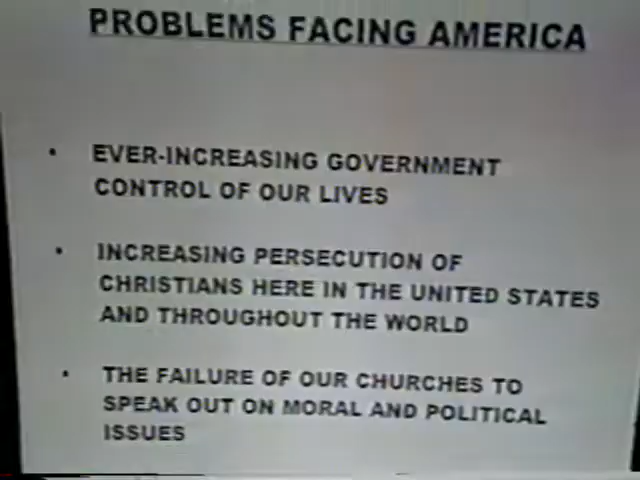 PROBLEMS FACING AMERICA
• EVER-INCREASING GOVERNMENT
CONTROL OF OUR LIVES
• INCREASING PERSECUTION OF
CHRISTIANS HERE IN THE UNITED STATES
AND THROUGHOUT THE WORLD
• THE FAILURE OF OUR CHURCHES TO
SPEAK OUT ON MORAL AND POLITICAL
ISSUES